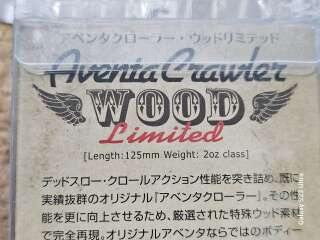 アベンタクローラー・ウッドリミテッド
Aventa Crawler
WOOD
Limited
[Length:125mm Weight: 2oz class]
デッドスロー・クロールアクション性能を突き詰め、既に
実績抜群のオリジナル『アベンタクローラー』。その性
能を更に向上させるため、厳選された特殊ウッド素材
で完全再現。オリジナルアベンタならではのボディー